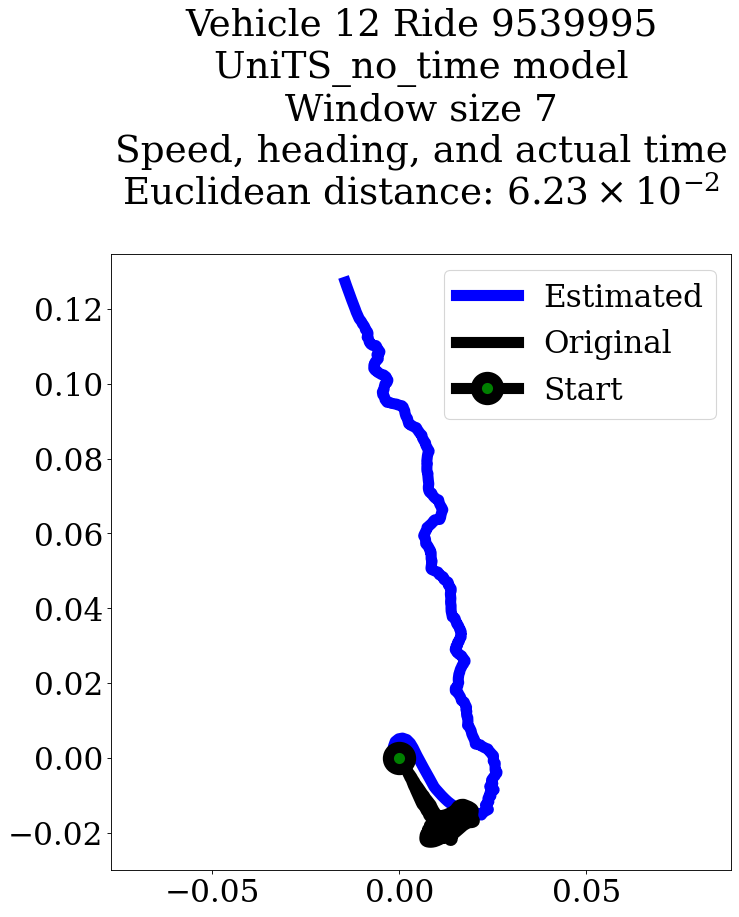 Vehicle 12 Ride 9539995
UniTS_no_time model
Window size 7
Speed, heading, and actual time
Euclidean distance: 6.23 × 10⁻²
Estimated
Original
Start
0.12
0.10
0.08
0.06
0.04
0.02
0.00
−0.02
−0.05 0.00 0.05